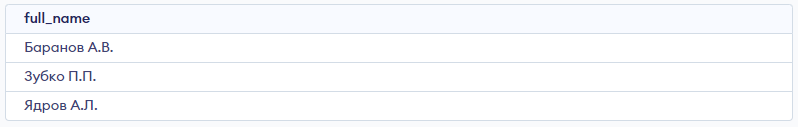 full_name
Баранов А.В.
Зубко П.П.
Ядров А.Л.